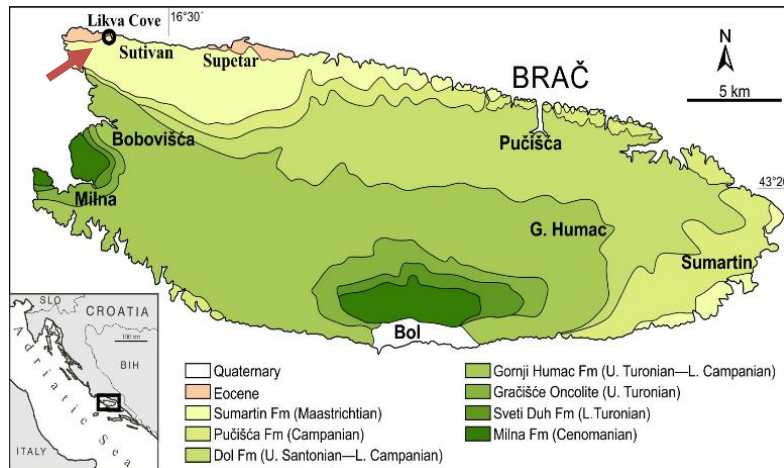 Likva Cove
16°30´
Sutivan
Supetar
BRAČ
N
5 km
Bobovišća
Pučišća
43°20
Milna
G. Humac
Sumartin
Bol
SLO
CROATIA
100 km
BIH
Adriatic Sea
ITALY
Quaternary
Eocene
Sumartin Fm (Maastrichtian)
Pučišća Fm (Campanian)
Dol Fm (U. Santonian—L. Campanian)
Gornji Humac Fm (U. Turonian—L. Campanian)
Gračišće Oncolite (U. Turonian)
Sveti Duh Fm (L.Turonian)
Milna Fm (Cenomanian)